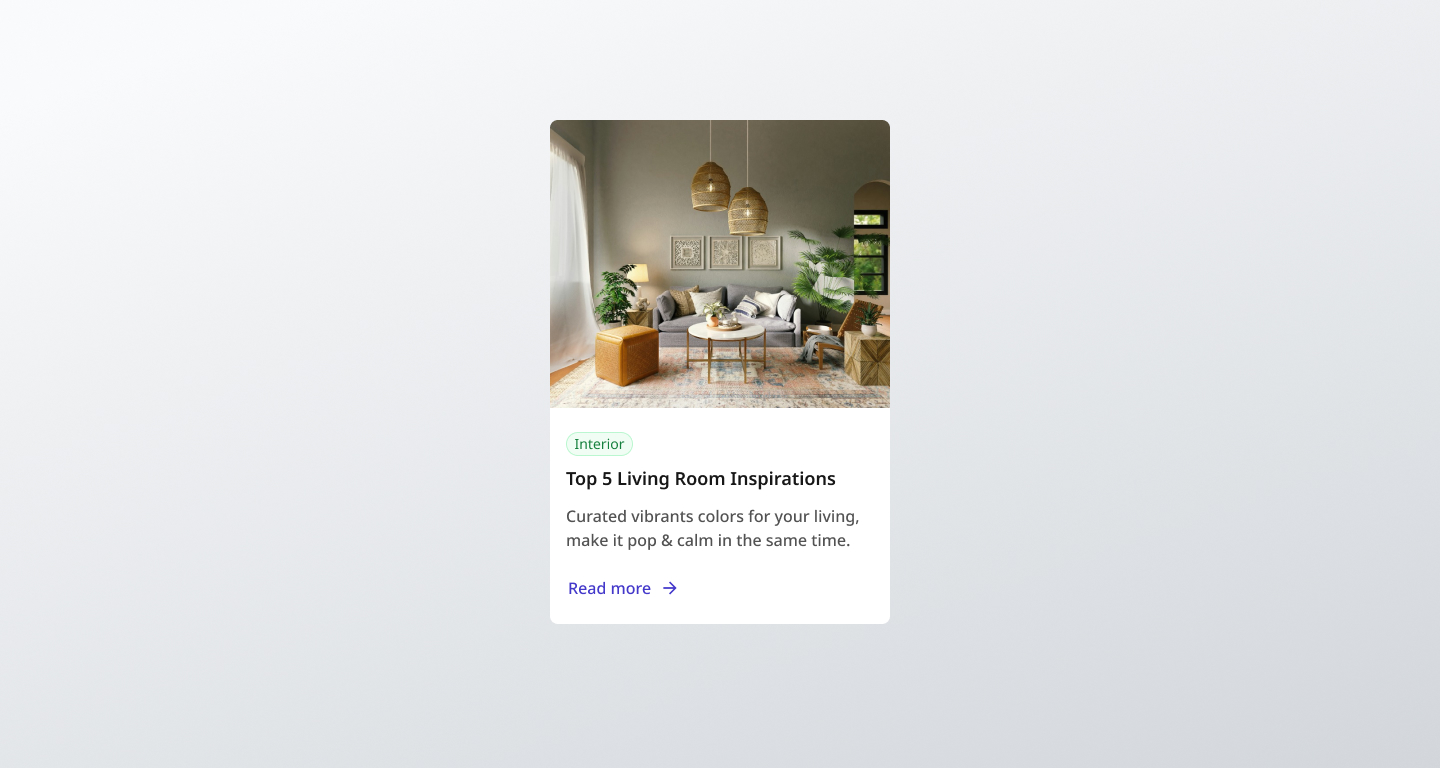 Interior
Top 5 Living Room Inspirations
Curated vibrants colors for your living,
make it pop & calm in the same time.
Read more